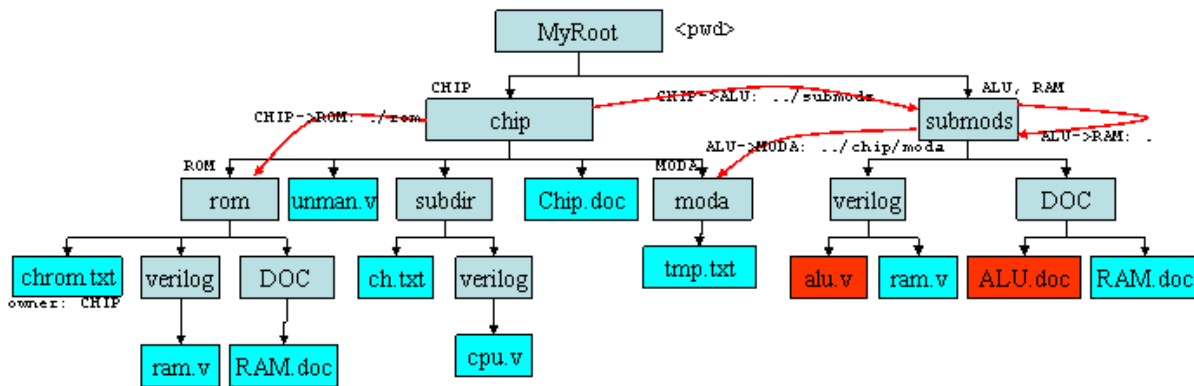 MyRoot <pwd>
CHIP
CHIP->ALU: ../submods
ALU, RAM
CHIP->ROM: ./rom
chip
submods
ALU->MODA: ../chip/moda
ALU->RAM: .
ROM
MODA
rom
unman.v
subdir
Chip.doc
moda
verilog
DOC
chrom.txt
verilog
DOC
ch.txt
verilog
tmp.txt
alu.v
ram.v
ALU.doc
RAM.doc
owner: CHIP
ram.v
RAM.doc
cpu.v